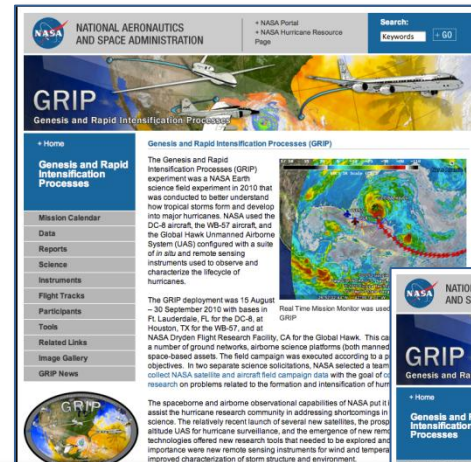 NASA
NATIONAL AERONAUTICS
AND SPACE ADMINISTRATION
+ NASA Portal
+ NASA Hurricane Resource
Page
Search:
Keywords
+ GO
GRIP
Genesis and Rapid Intensification Processes
+ Home
Genesis and Rapid
Intensification
Processes
Mission Calendar
Data
Reports
Science
Instruments
Flight Tracks
Participants
Tools
Related Links
Image Gallery
GRIP News
GRIP
Genesis and Rapid Intensification Processes (GRIP)
The Genesis and Rapid
Intensification Processes (GRIP)
experiment was a NASA Earth
science field experiment in 2010 that
was conducted to better understand
how tropical storms form and develop
into major hurricanes. NASA used the
DC-8 aircraft, the WB-57 aircraft, and
the Global Hawk Unmanned Airborne
System (UAS) configured with a suite
of in situ and remote sensing
instruments used to observe and
characterize the lifecycle of
hurricanes.
The GRIP deployment was 15 August
– 30 September 2010 with bases in
Ft. Lauderdale, FL for the DC-8, at
Houston, TX for the WB-57, and at
NASA Dryden Flight Research Facility, CA for the Global Hawk. This
a number of ground networks, airborne science platforms (both manned
space-based assets. The field campaign was executed according to a
objectives. In two separate science solicitations, NASA selected a team
collect NASA satellite and aircraft field campaign data with the goal of
research on problems related to the formation and intensification of
The spaceborne and airborne observational capabilities of NASA put it
assist the hurricane research community in addressing shortcomings in
science. The relatively recent launch of several new satellites, the
altitude UAS for hurricane surveillance, and the emergence of new
technologies offered new research tools that needed to be explored and
importance were new remote sensing instruments for wind and
improved characterization of storm structure and environment.
Real Time Mission Monitor was used
GRIP
NASA
AND S
GRIP
Genesis and
+ Home
Genesis and
Intensification
Processes